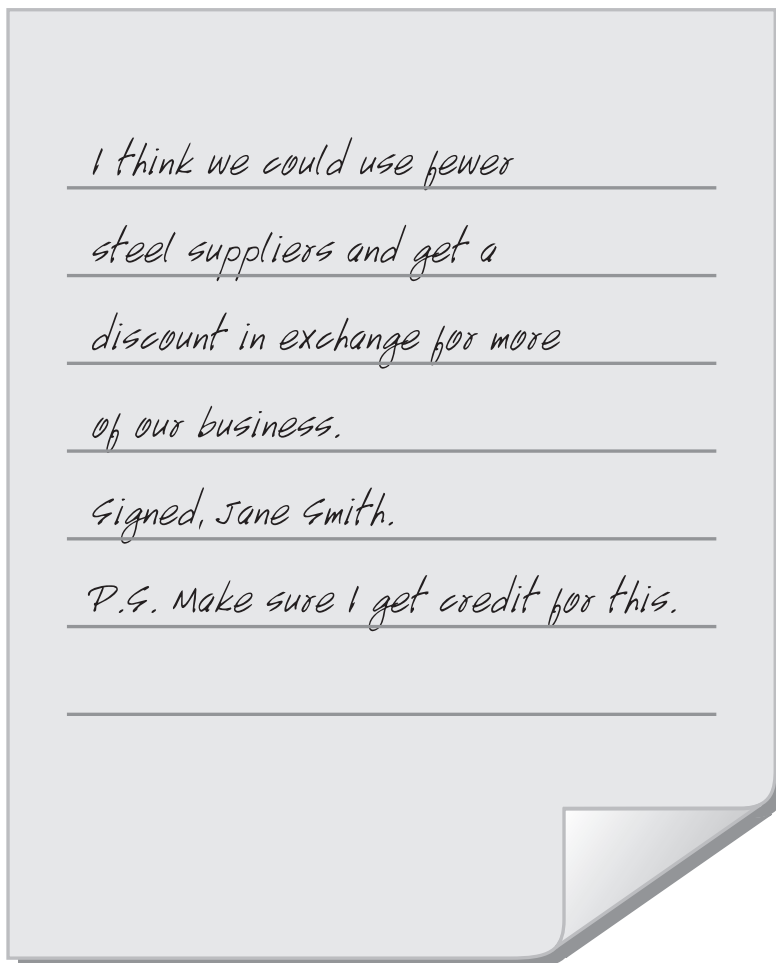 I think we could use fewer
steel suppliers and get a
discount in exchange for more
of our business.
Signed, Jane Smith.
P.S. Make sure I get credit for this.